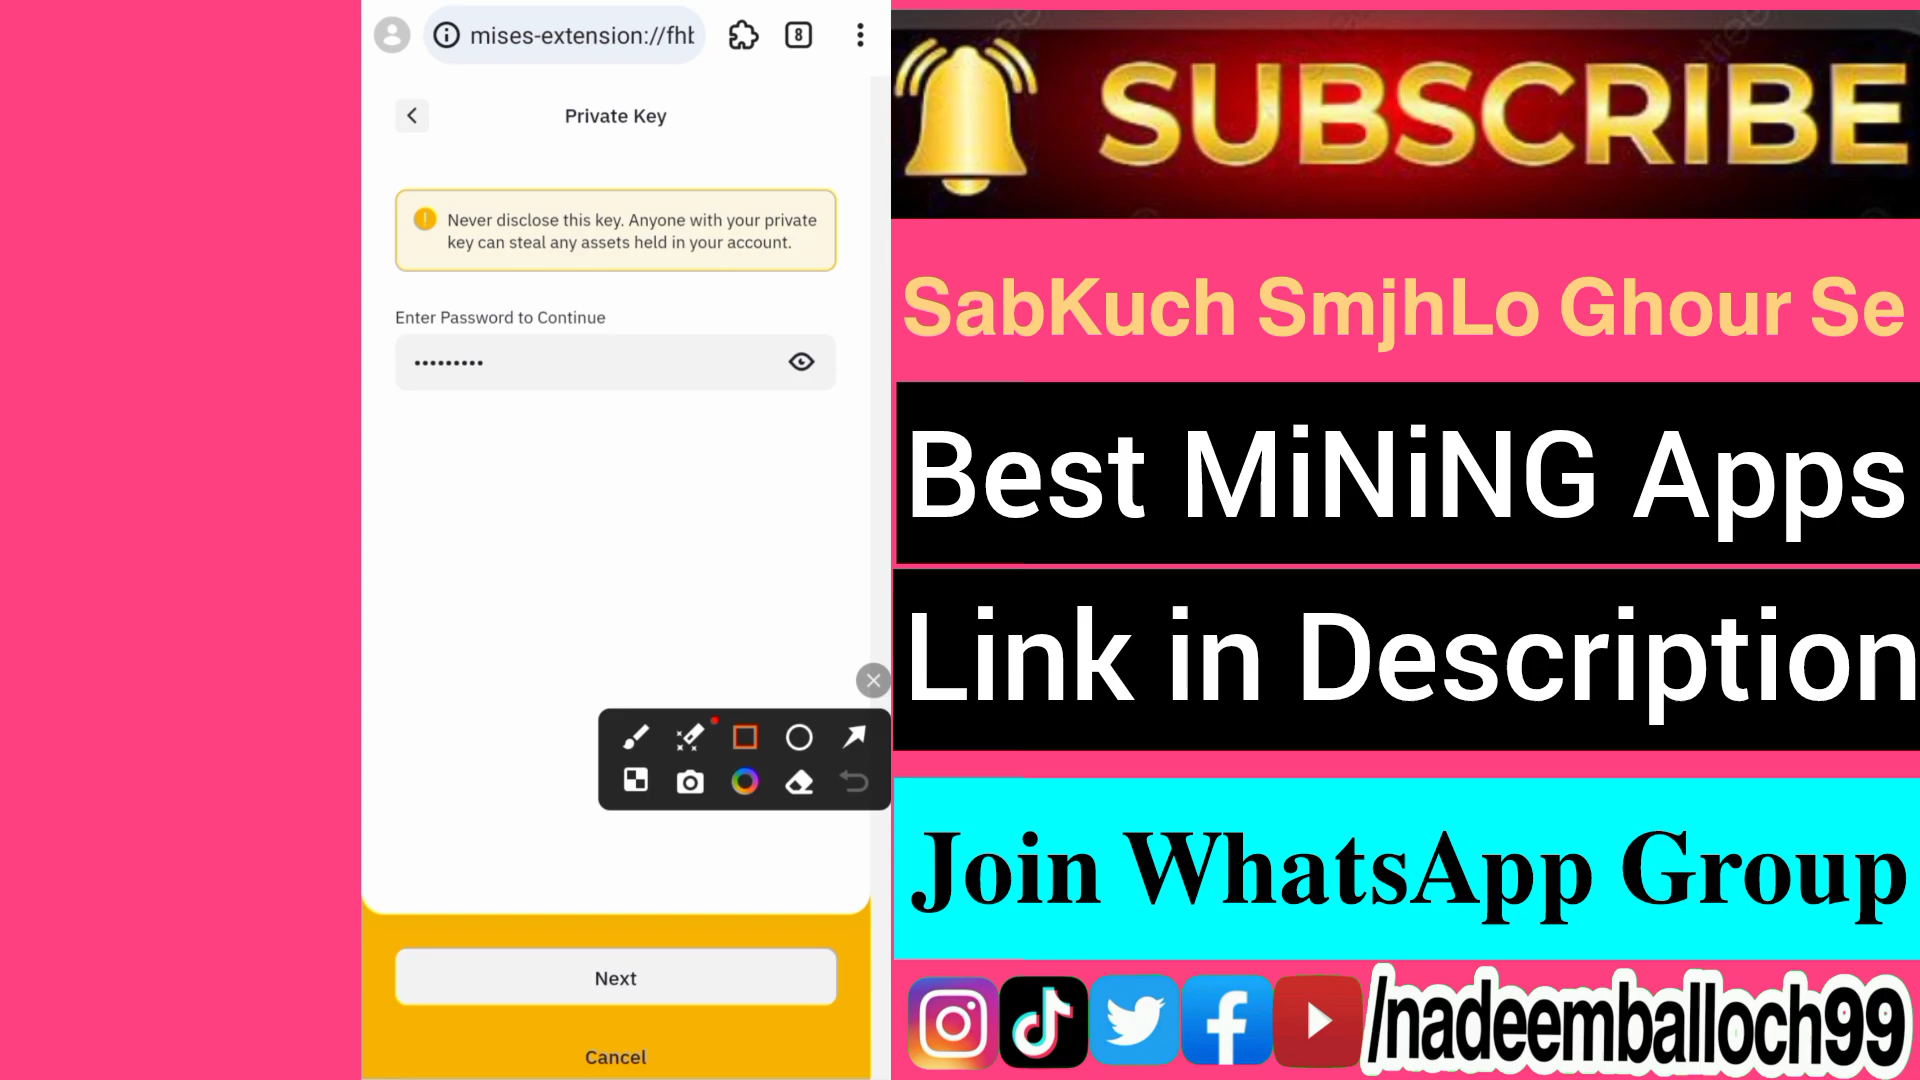 mises-extension://fhb
8
Private Key
Never disclose this key. Anyone with your private
key can steal any assets held in your account.
Enter Password to Continue
•••••••••
Next
Cancel
SUBSCRIBE
SabKuch SmjhLo Ghour Se
Best MiNiNG Apps
Link in Description
Join WhatsApp Group
/nadeemballoch99